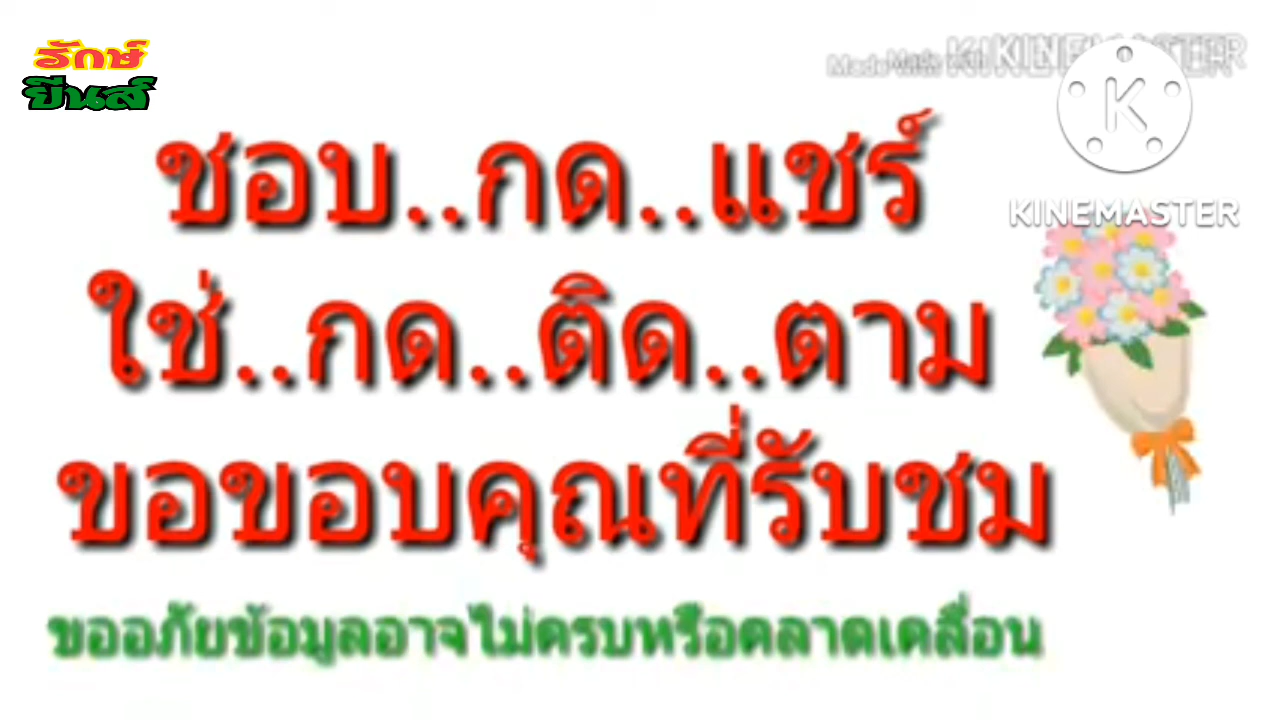 รักษ์
ยีนส์
Made with KINEMASTER
KINEMASTER
ชอบ..กด..แชร์
ใช่..กด..ติด..ตาม
ขอขอบคุณที่รับชม
ขออภัยข้อมูลอาจไม่ครบหรือคลาดเคลื่อน